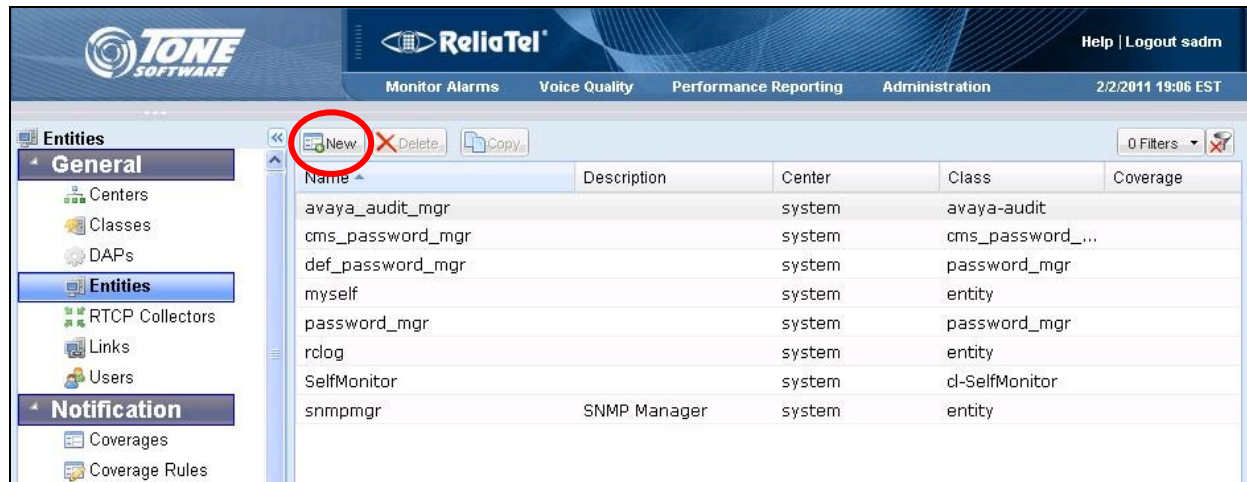 TONE
SOFTWARE
ReliaTel
Help | Logout sadm
Monitor Alarms Voice Quality Performance Reporting Administration 2/2/2011 19:06 EST
Entities
General
Centers
Classes
DAPs
Entities
RTCP Collectors
Links
Users
Notification
Coverages
Coverage Rules
New Delete Copy 0 Filters
Name Description Center Class Coverage
avaya_audit_mgr system avaya-audit
cms_password_mgr system cms_password_...
def_password_mgr system password_mgr
myself system entity
password_mgr system password_mgr
rclog system entity
SelfMonitor system cl-SelfMonitor
snmpmgr SNMP Manager system entity